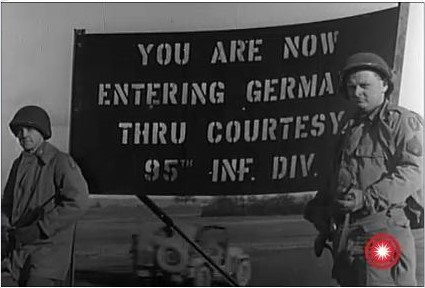 YOU ARE NOW
ENTERING GERMA
THRU COURTESY
95TH INF. DIV.